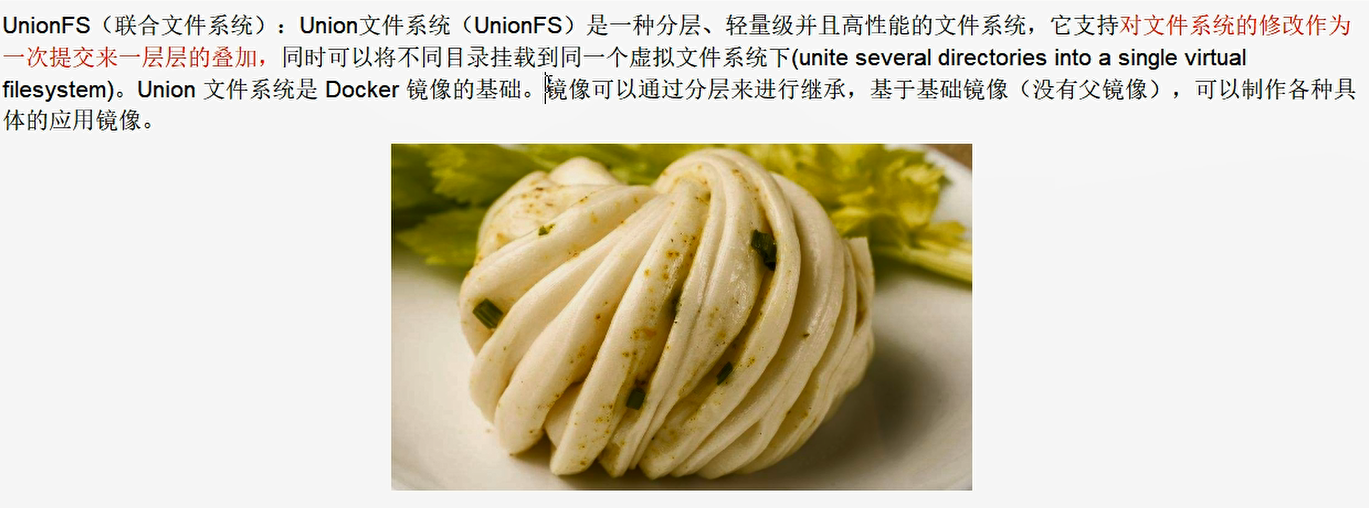 UnionFS（联合文件系统）：Union文件系统（UnionFS）是一种分层、轻量级并且高性能的文件系统，它支持对文件系统的修改作为
一次提交来一层层的叠加，同时可以将不同目录挂载到同一个虚拟文件系统下(unite several directories into a single virtual
filesystem)。Union 文件系统是 Docker 镜像的基础。镜像可以通过分层来进行继承，基于基础镜像（没有父镜像），可以制作各种具
体的应用镜像。